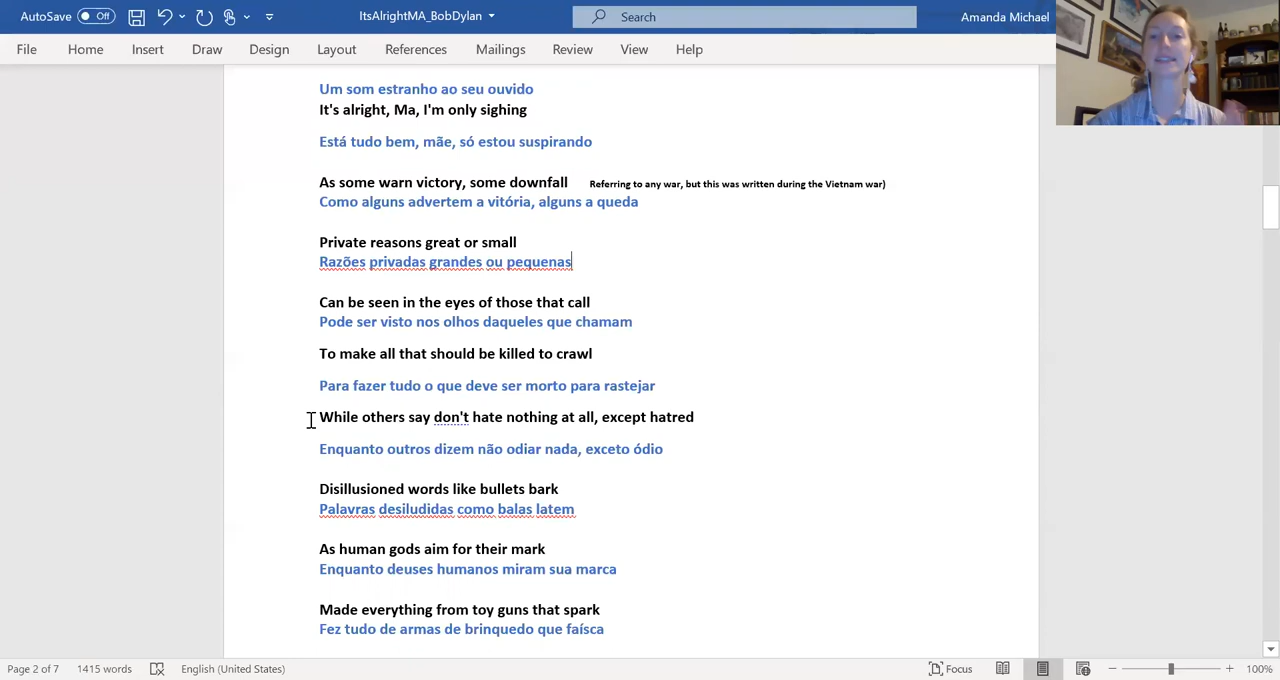 AutoSave Off ItsAlrightMA_BobDylan Search Amanda Michael
File Home Insert Draw Design Layout References Mailings Review View Help
Um som estranho ao seu ouvido
It's alright, Ma, I'm only sighing
Está tudo bem, mãe, só estou suspirando
As some warn victory, some downfall Referring to any war, but this was written during the Vietnam war)
Como alguns advertem a vitória, alguns a queda
Private reasons great or small
Razões privadas grandes ou pequenas
Can be seen in the eyes of those that call
Pode ser visto nos olhos daqueles que chamam
To make all that should be killed to crawl
Para fazer tudo o que deve ser morto para rastejar
While others say don't hate nothing at all, except hatred
Enquanto outros dizem não odiar nada, exceto ódio
Disillusioned words like bullets bark
Palavras desiludidas como balas latem
As human gods aim for their mark
Enquanto deuses humanos miram sua marca
Made everything from toy guns that spark
Fez tudo de armas de brinquedo que faísca
Page 2 of 7 1415 words English (United States) Focus 100%